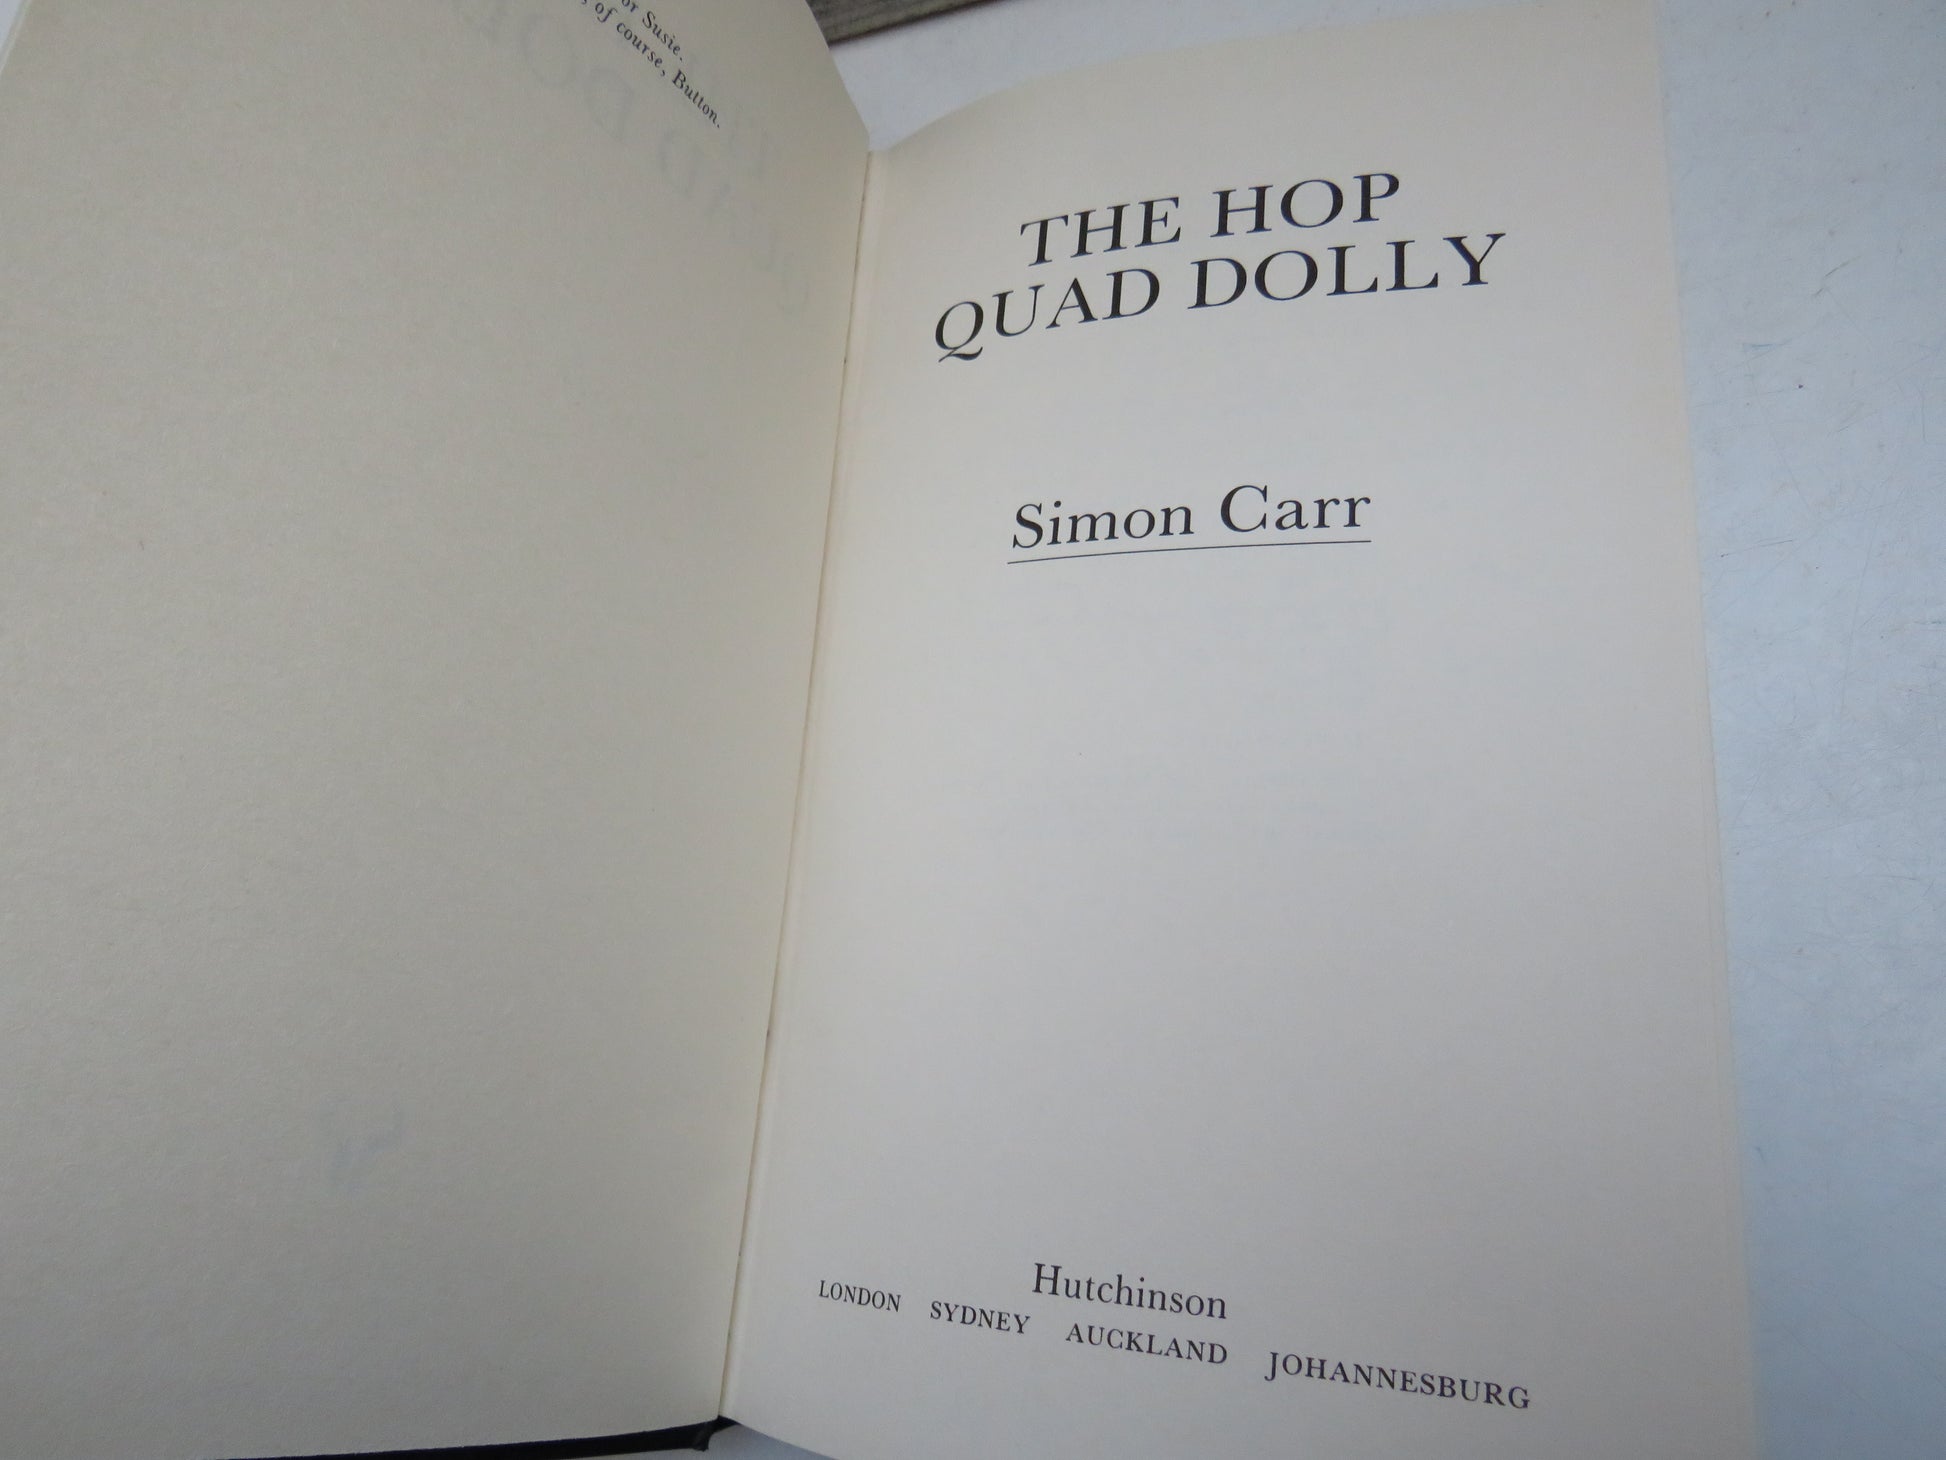 or Susie.
, of course, Button.
THE HOP
QUAD DOLLY
Simon Carr
Hutchinson
LONDON SYDNEY AUCKLAND JOHANNESBURG